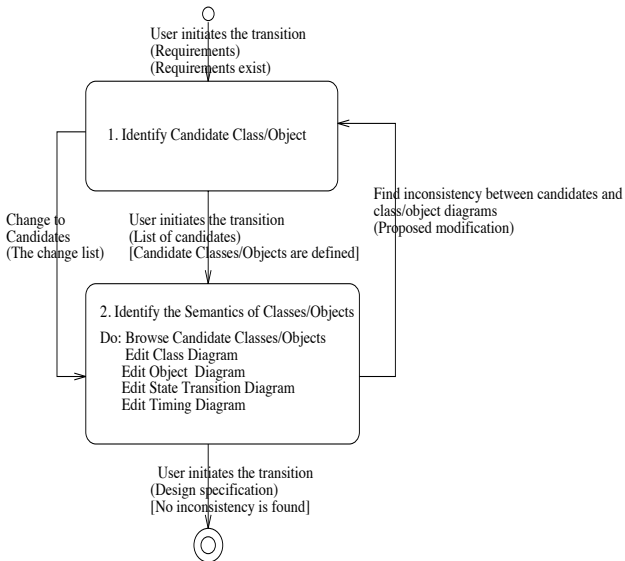 User initiates the transition
(Requirements)
(Requirements exist)
1. Identify Candidate Class/Object
Change to
Candidates
(The change list)
User initiates the transition
(List of candidates)
[Candidate Classes/Objects are defined]
Find inconsistency between candidates and
class/object diagrams
(Proposed modification)
2. Identify the Semantics of Classes/Objects
Do: Browse Candidate Classes/Objects
Edit Class Diagram
Edit Object Diagram
Edit State Transition Diagram
Edit Timing Diagram
User initiates the transition
(Design specification)
[No inconsistency is found]